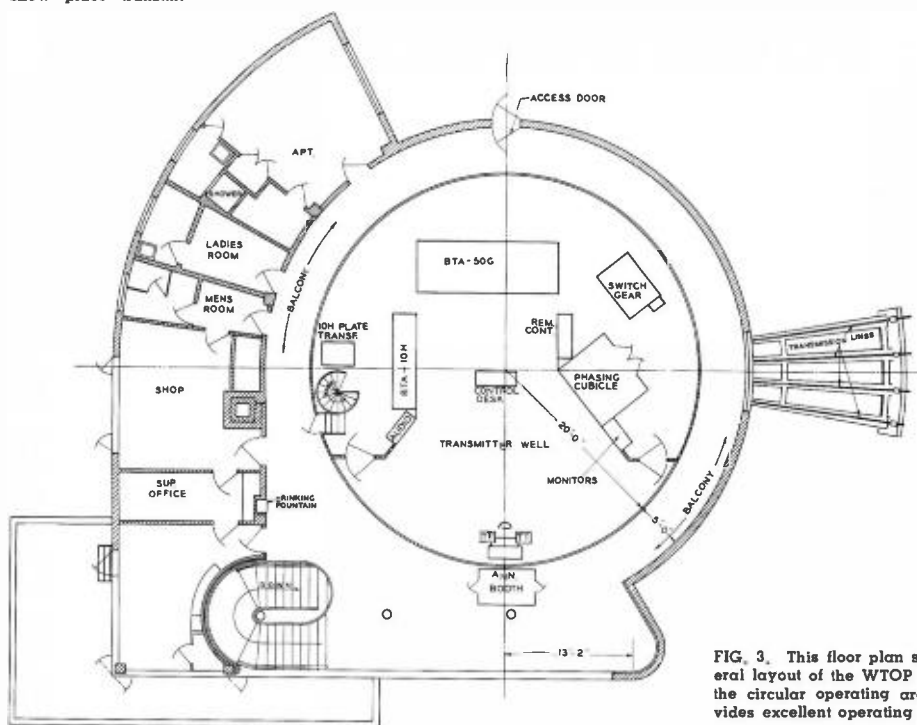 ACCESS DOOR
APT.
SHOWER
LADIES
ROOM
MENS
ROOM
BALCONY
BTA-50G
SWITCH
GEAR
10H PLATE
TRANSF.
BTA-10H
REM.
CONT
TRANSMISSION LINES
PHASING
CUBICLE
CONTROL
DESK
SHOP
AUDIO
20'0"
TRANSMITTER WELL
MONITORS
BALCONY
5'0"
SUP
OFFICE
DRINKING
FOUNTAIN
DOWN
ANN
BOOTH
13-2"
FIG. 3. This floor plan s
eral layout of the WTOP
the circular operating ar
vides excellent operating